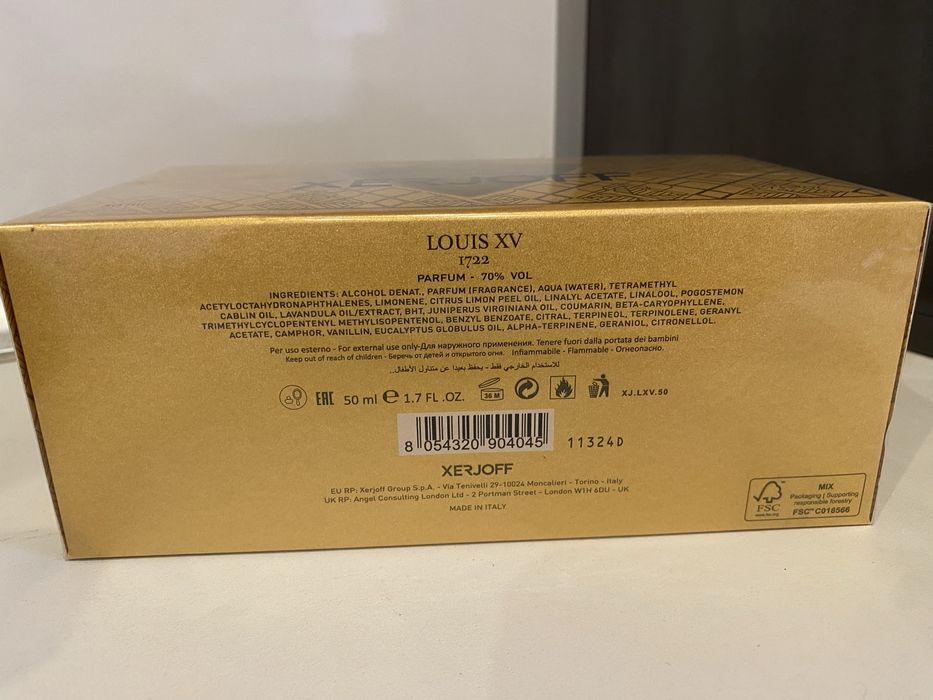 XERJOFF
LOUIS XV
1722
PARFUM - 70% VOL
INGREDIENTS: ALCOHOL DENAT., PARFUM (FRAGRANCE), AQUA (WATER), TETRAMETHYL
ACETYLOCTAHYDRONAPHTHALENES, LIMONENE, CITRUS LIMON PEEL OIL, LINALYL ACETATE, LINALOOL, POGOSTEMON
CABLIN OIL, LAVANDULA OIL/EXTRACT, BHT, JUNIPERUS VIRGINIANA OIL, COUMARIN, BETA-CARYOPHYLLENE,
TRIMETHYLCYCLOPENTENYL METHYLISOPENTENOL, BENZYL BENZOATE, CITRAL, TERPINEOL, TERPINOLENE, GERANYL
ACETATE, CAMPHOR, VANILLIN, EUCALYPTUS GLOBULUS OIL, ALPHA-TERPINENE, GERANIOL, CITRONELLOL.
Per uso esterno - For external use only-Для наружного применения. Tenere fuori dalla portata dei bambini
Keep out of reach of children - Беречь от детей и открытого огня. Infiammabile - Flammable - Огнеопасно.
للاستخدام الخارجي فقط - يحفظ بعيدا عن متناول الأطفال..
EAC 50 ml e 1.7 FL .OZ. 36 M XJ.LXV.50
8 054320 904045 11324D
XERJOFF
EU RP: Xerjoff Group S.p.A. - Via Tenivelli 29-10024 Moncalieri - Torino - Italy
UK RP: Angel Consulting London Ltd - 2 Portman Street - London W1H 6DU - UK
MADE IN ITALY
FSC
www.fsc.org
MIX
Packaging | Supporting
responsible forestry
FSC™ C018566